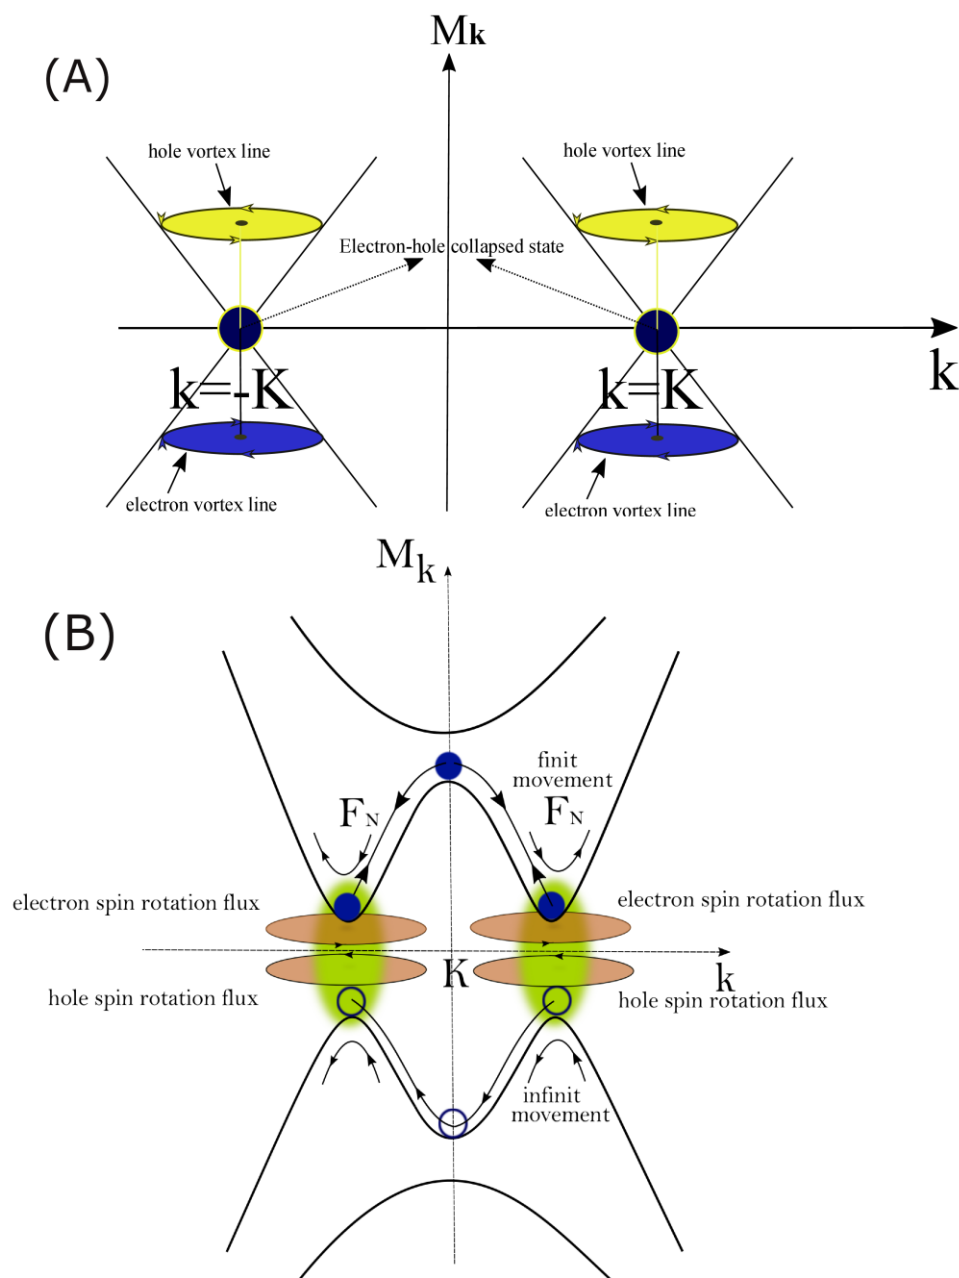 (A)
Mk
hole vortex line
hole vortex line
Electron-hole collapsed state
k=-K
k=K
k
electron vortex line
electron vortex line
(B)
Mk
finit
movement
FN
FN
electron spin rotation flux
electron spin rotation flux
K
k
hole spin rotation flux
hole spin rotation flux
infinit
movement